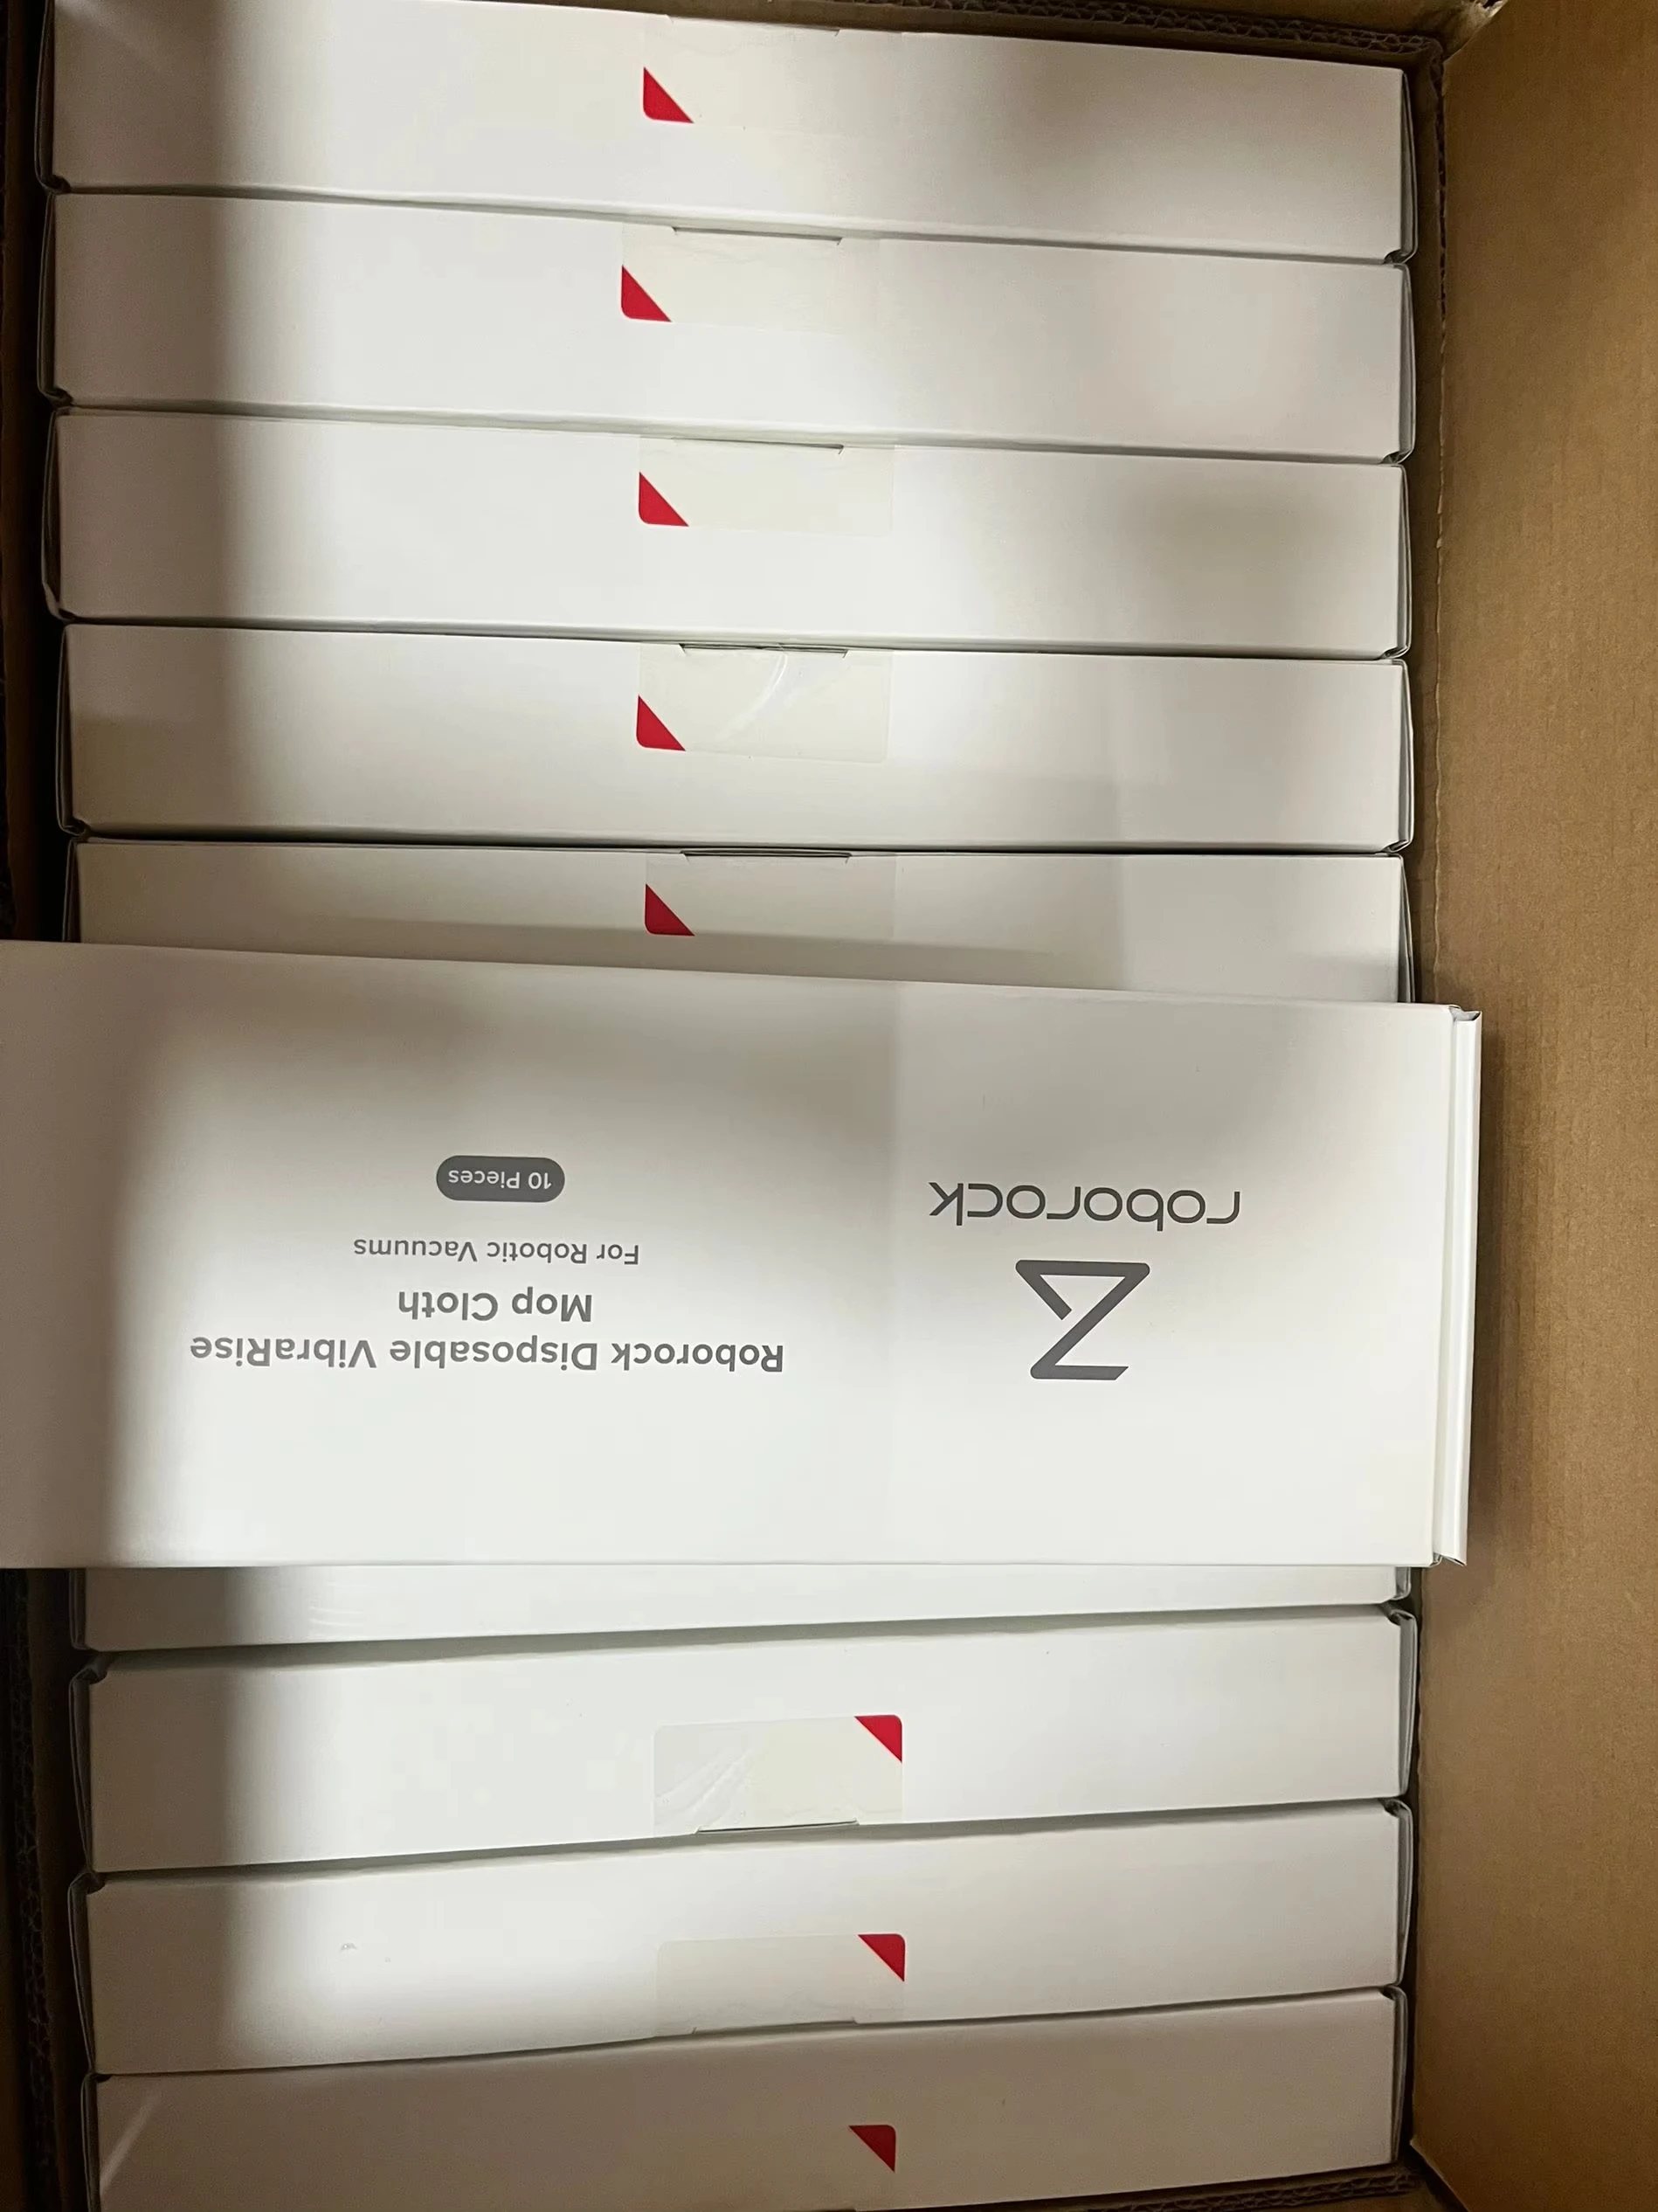 roborock
Roborock Disposable VibraRise
Mop Cloth
For Robotic Vacuums
10 Pieces